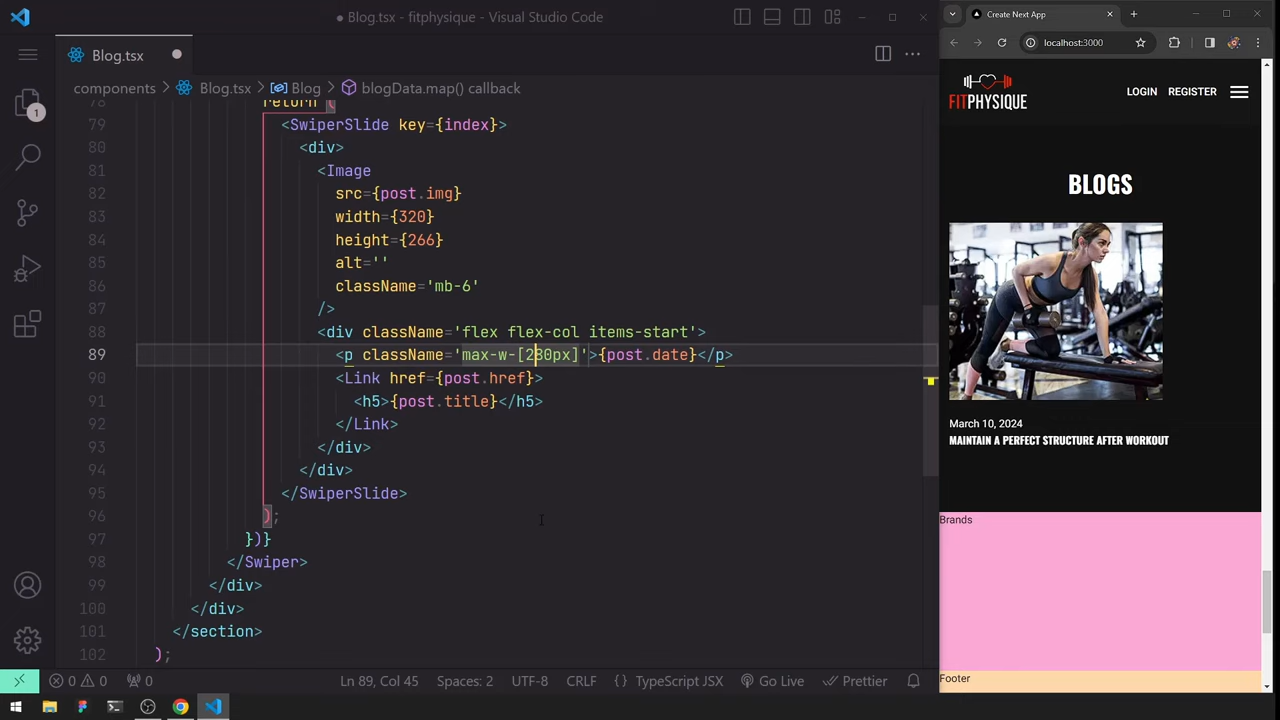 Blog.tsx - fitphysique - Visual Studio Code
Blog.tsx
components > Blog.tsx > Blog > blogData.map() callback
78 return (
79 <SwiperSlide key={index}>
80 <div>
81 <Image
82 src={post.img}
83 width={320}
84 height={266}
85 alt=''
86 className='mb-6'
87 />
88 <div className='flex flex-col items-start'>
89 <p className='max-w-[280px]'>{post.date}</p>
90 <Link href={post.href}>
91 <h5>{post.title}</h5>
92 </Link>
93 </div>
94 </div>
95 </SwiperSlide>
96 );
97 })}
98 </Swiper>
99 </div>
100 </div>
101 </section>
102 );
1
0 0 0 Ln 89, Col 45 Spaces: 2 UTF-8 CRLF {} TypeScript JSX Go Live Prettier
Create Next App
localhost:3000
FITPHYSIQUE
LOGIN REGISTER
BLOGS
March 10, 2024
MAINTAIN A PERFECT STRUCTURE AFTER WORKOUT
Brands
Footer